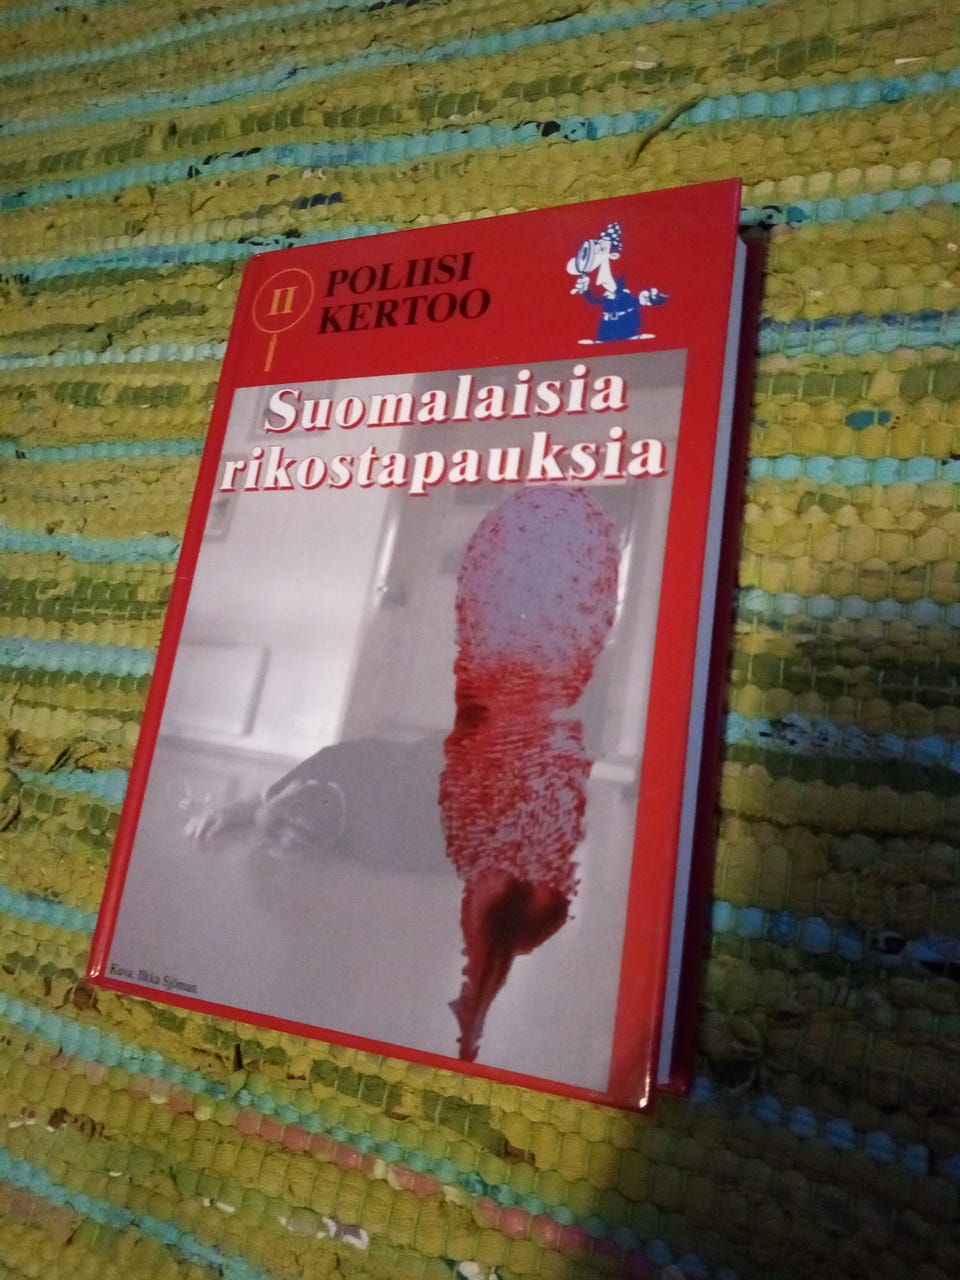 II
POLIISI
KERTOO
Suomalaisia
rikostapauksia
Kuva: Ilkka Sjöman.